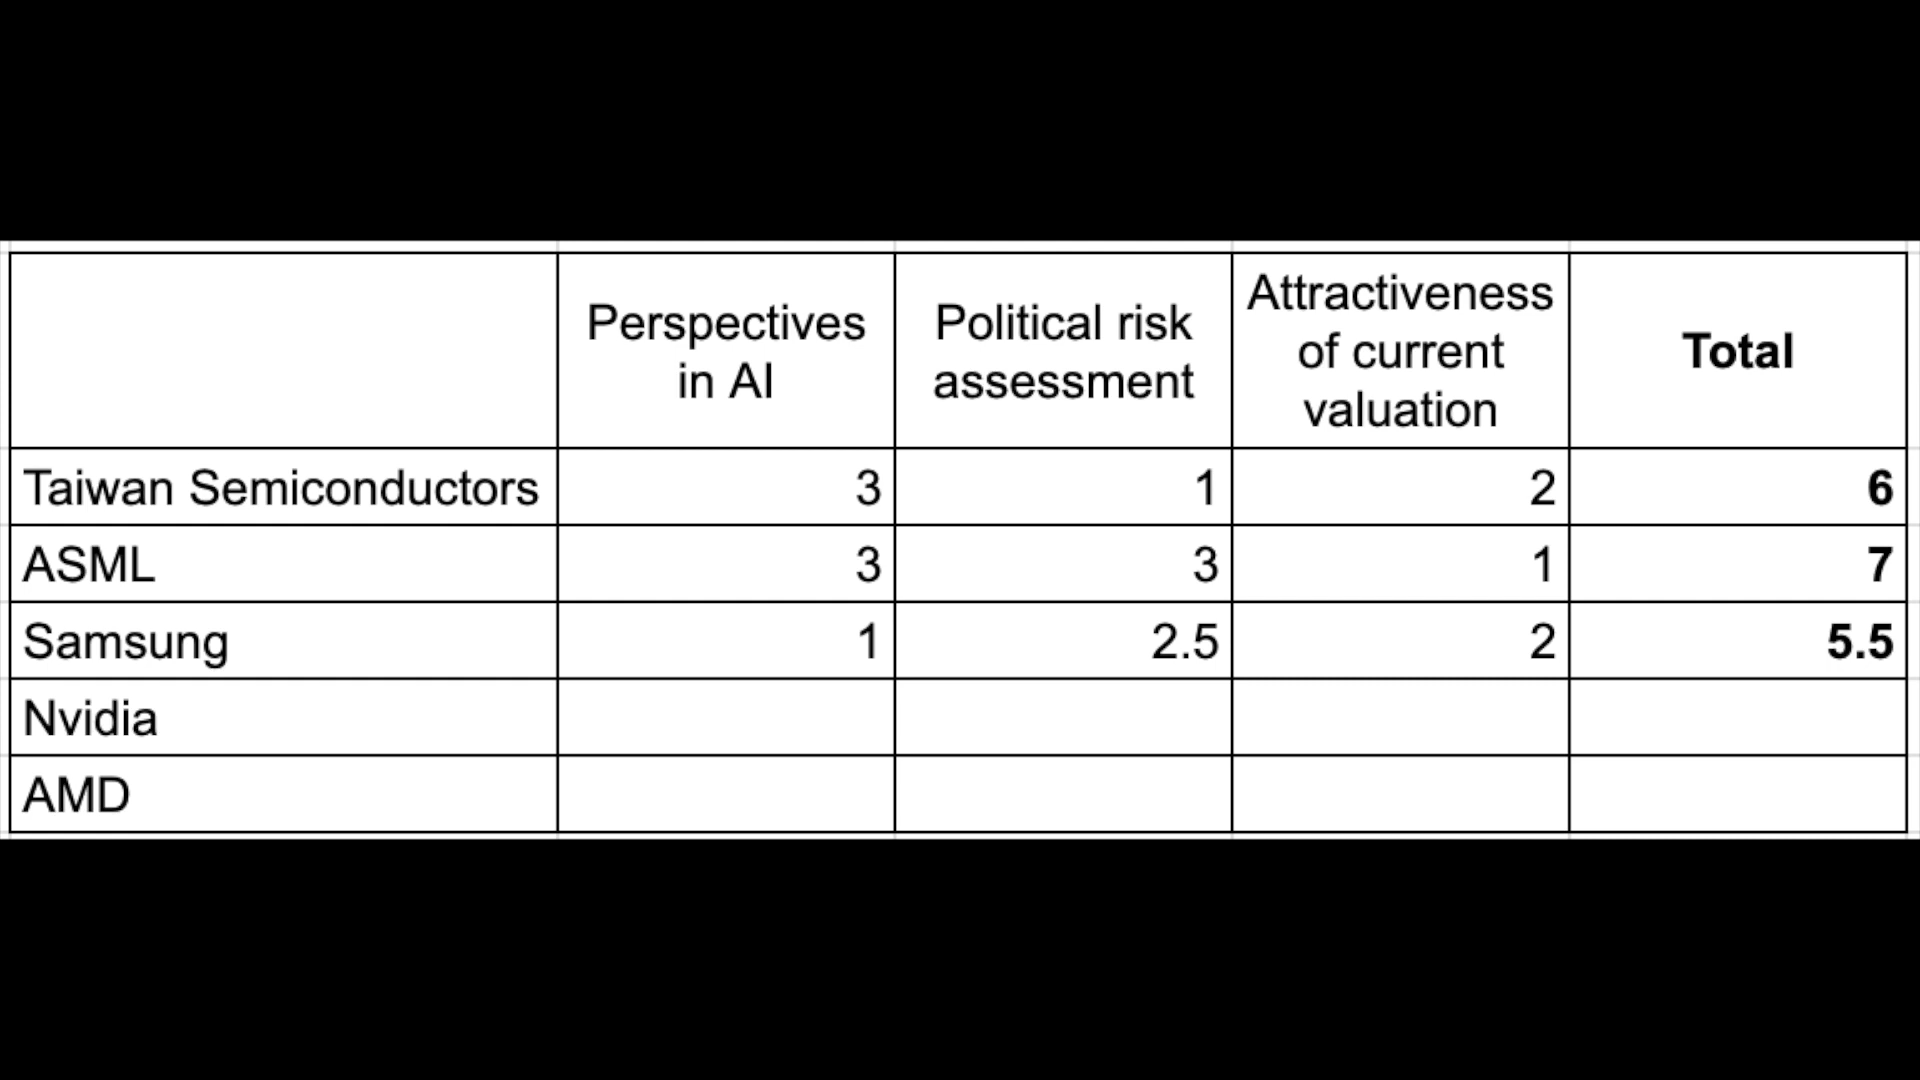 Perspectives
in AI
Political risk
assessment
Attractiveness
of current
valuation
Total
Taiwan Semiconductors 3 1 2 6
ASML 3 3 1 7
Samsung 1 2.5 2 5.5
Nvidia
AMD